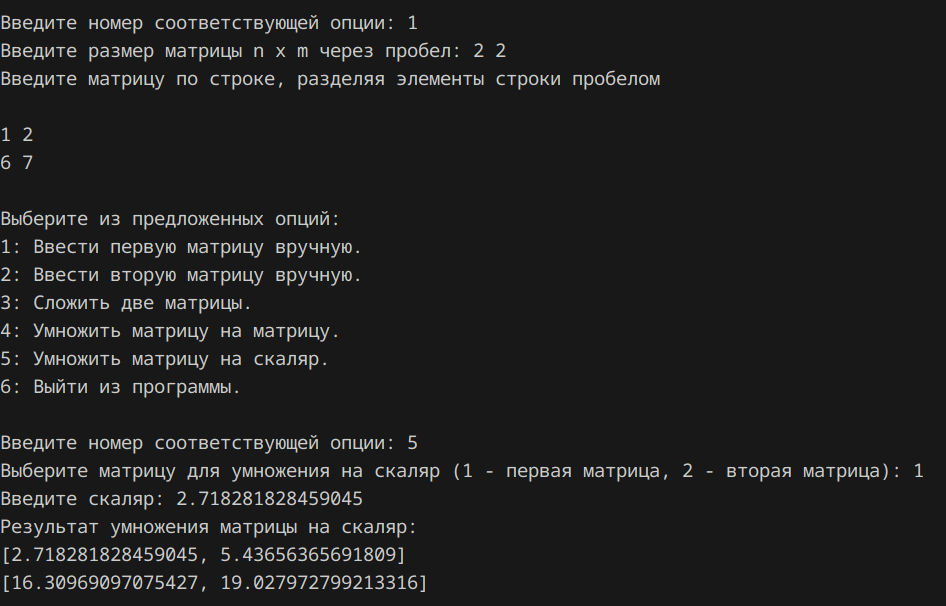 Введите номер соответствующей опции: 1
Введите размер матрицы n x m через пробел: 2 2
Введите матрицу по строке, разделяя элементы строки пробелом
1 2
6 7
Выберите из предложенных опций:
1: Ввести первую матрицу вручную.
2: Ввести вторую матрицу вручную.
3: Сложить две матрицы.
4: Умножить матрицу на матрицу.
5: Умножить матрицу на скаляр.
6: Выйти из программы.
Введите номер соответствующей опции: 5
Выберите матрицу для умножения на скаляр (1 - первая матрица, 2 - вторая матрица): 1
Введите скаляр: 2.718281828459045
Результат умножения матрицы на скаляр:
[2.718281828459045, 5.43656365691809]
[16.30969097075427, 19.027972799213316]